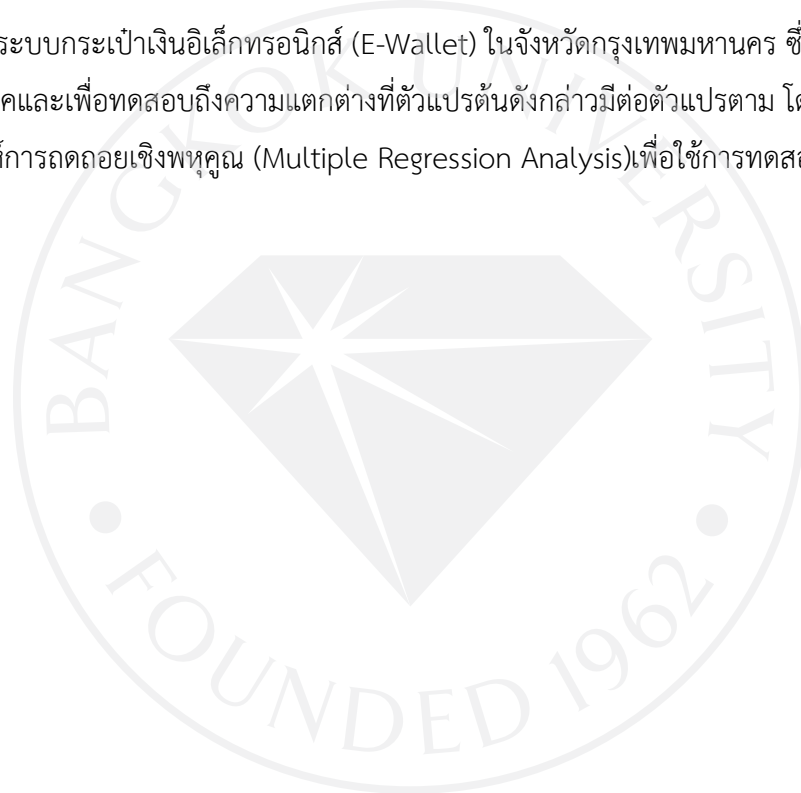 ระบบกระเป๋าเงินอิเล็กทรอนิกส์ (E-Wallet) ในจังหวัดกรุงเทพมหานคร ซึ่
คและเพื่อทดสอบถึงความแตกต่างที่ตัวแปรต้นดังกล่าวมีต่อตัวแปรตาม โด
ห์การถดถอยเชิงพหุคูณ (Multiple Regression Analysis)เพื่อใช้การทดส
BANGKOK UNIVERSITY
• FOUNDED 1962 •